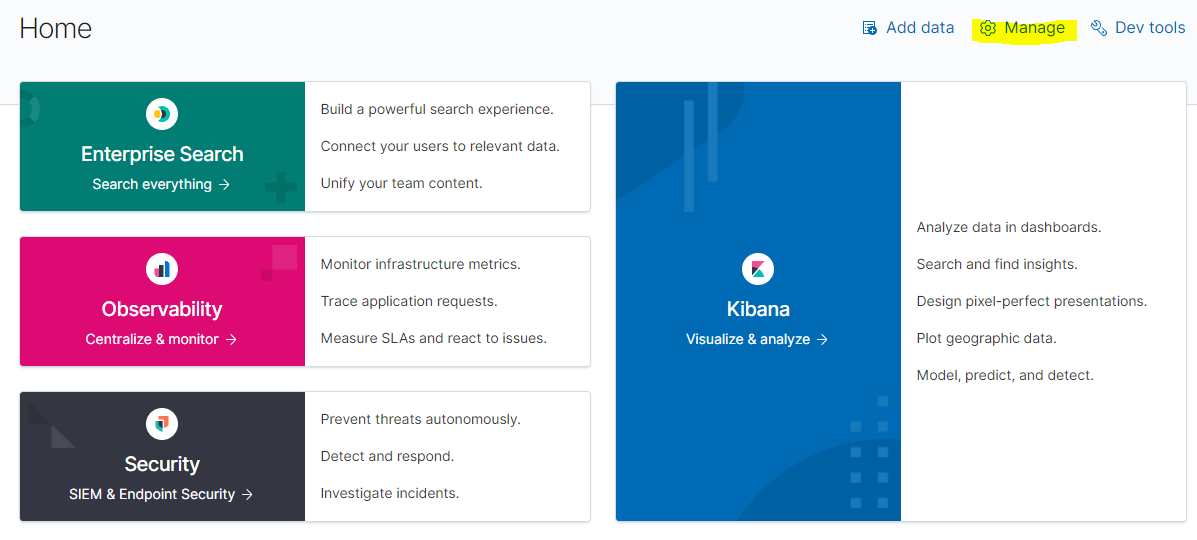 Home
Add data
Manage
Dev tools
Enterprise Search
Search everything →
Build a powerful search experience.
Connect your users to relevant data.
Unify your team content.
Observability
Centralize & monitor →
Monitor infrastructure metrics.
Trace application requests.
Measure SLAs and react to issues.
Security
SIEM & Endpoint Security →
Prevent threats autonomously.
Detect and respond.
Investigate incidents.
Kibana
Visualize & analyze →
Analyze data in dashboards.
Search and find insights.
Design pixel-perfect presentations.
Plot geographic data.
Model, predict, and detect.